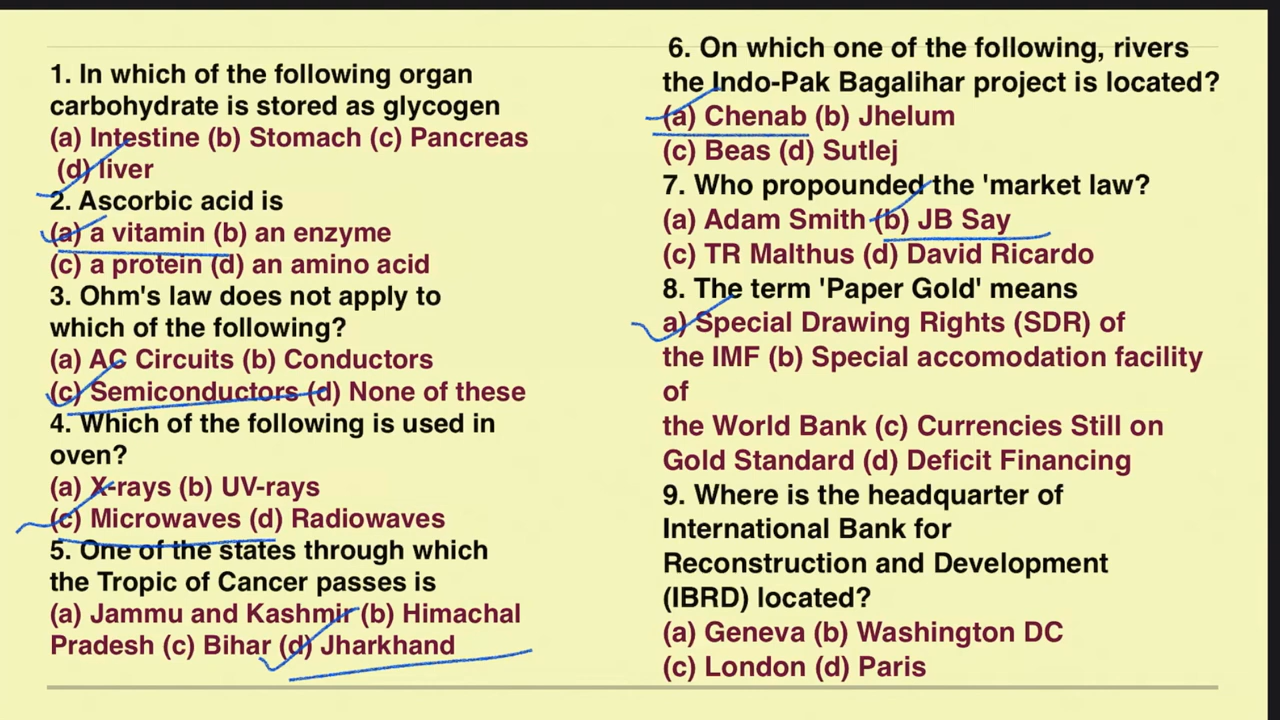 1. In which of the following organ
carbohydrate is stored as glycogen
(a) Intestine (b) Stomach (c) Pancreas
(d) liver
2. Ascorbic acid is
(a) a vitamin (b) an enzyme
(c) a protein (d) an amino acid
3. Ohm's law does not apply to
which of the following?
(a) AC Circuits (b) Conductors
(c) Semiconductors (d) None of these
4. Which of the following is used in
oven?
(a) X-rays (b) UV-rays
(c) Microwaves (d) Radiowaves
5. One of the states through which
the Tropic of Cancer passes is
(a) Jammu and Kashmir (b) Himachal
Pradesh (c) Bihar (d) Jharkhand
6. On which one of the following, rivers
the Indo-Pak Bagalihar project is located?
(a) Chenab (b) Jhelum
(c) Beas (d) Sutlej
7. Who propounded the 'market law?
(a) Adam Smith (b) JB Say
(c) TR Malthus (d) David Ricardo
8. The term 'Paper Gold' means
a) Special Drawing Rights (SDR) of
the IMF (b) Special accomodation facility
of
the World Bank (c) Currencies Still on
Gold Standard (d) Deficit Financing
9. Where is the headquarter of
International Bank for
Reconstruction and Development
(IBRD) located?
(a) Geneva (b) Washington DC
(c) London (d) Paris